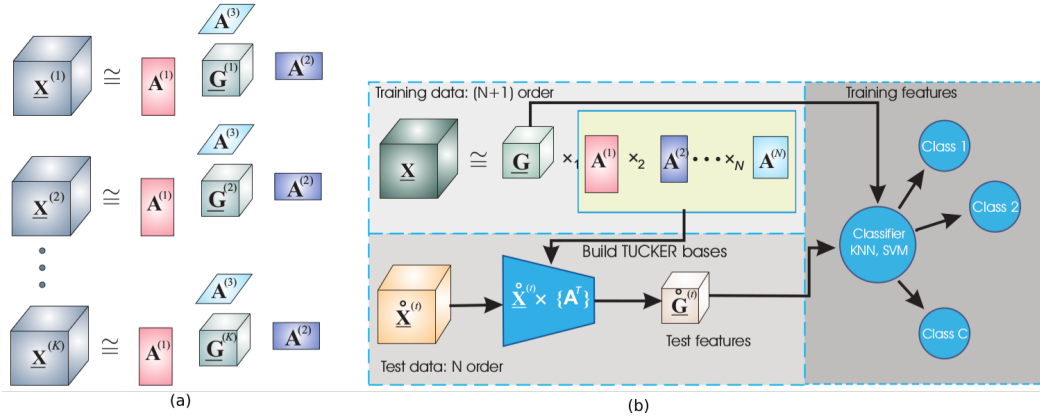 A(3)
X(1) ≅ A(1) G(1) A(2)
A(3)
X(2) ≅ A(1) G(2) A(2)
A(3)
X(K) ≅ A(1) G(K) A(2)
(a)
Training data: (N+1) order
X ≅ G ×1 A(1) ×2 A(2) • • • ×N A(N)
Build TUCKER bases
X̊(t)
X̊(t) × {AT}
G̊(t)
Test features
Test data: N order
Training features
Class 1
Class 2
Classifier
KNN, SVM
Class C
(b)